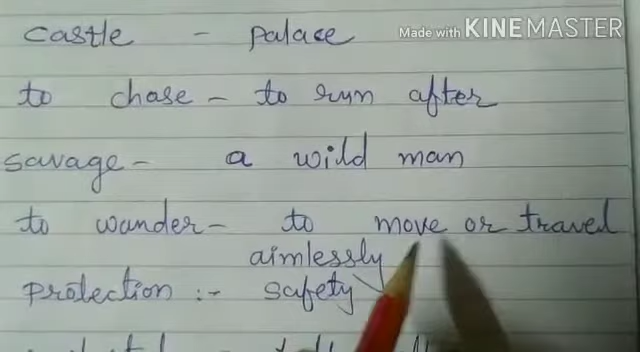 Made with KINEMASTER
castle - palace
to chase - to run after
savage - a wild man
to wander - to move or travel
aimlessly
protection :- safety